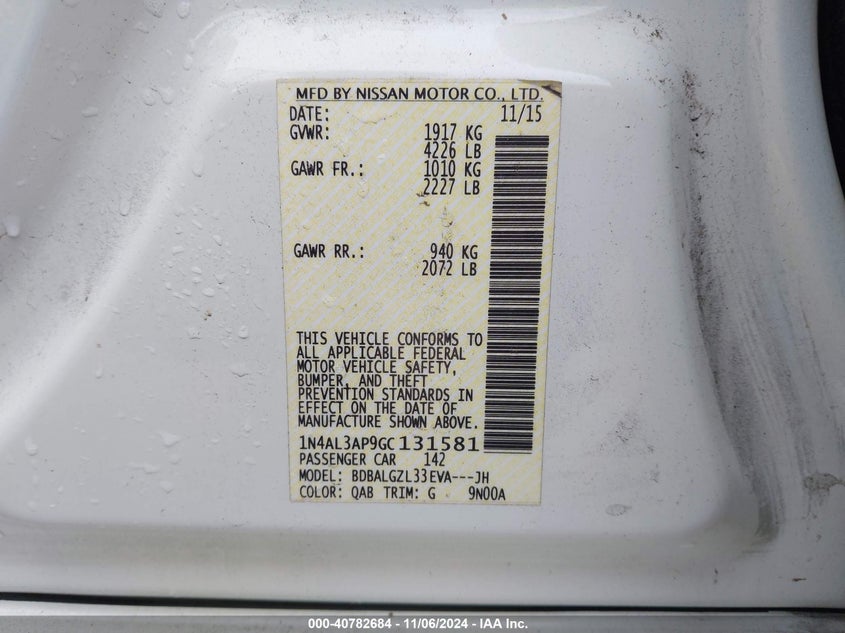 MFD BY NISSAN MOTOR CO., LTD.
DATE: 11/15
GVWR: 1917 KG
4226 LB
GAWR FR.: 1010 KG
2227 LB
GAWR RR.: 940 KG
2072 LB
THIS VEHICLE CONFORMS TO
ALL APPLICABLE FEDERAL
MOTOR VEHICLE SAFETY,
BUMPER, AND THEFT
PREVENTION STANDARDS IN
EFFECT ON THE DATE OF
MANUFACTURE SHOWN ABOVE.
1N4AL3AP9GC131581
PASSENGER CAR 142
MODEL: BDBALGZL33EVA---JH
COLOR: QAB TRIM: G 9N00A
000-40782684 - 11/06/2024 - IAA Inc.